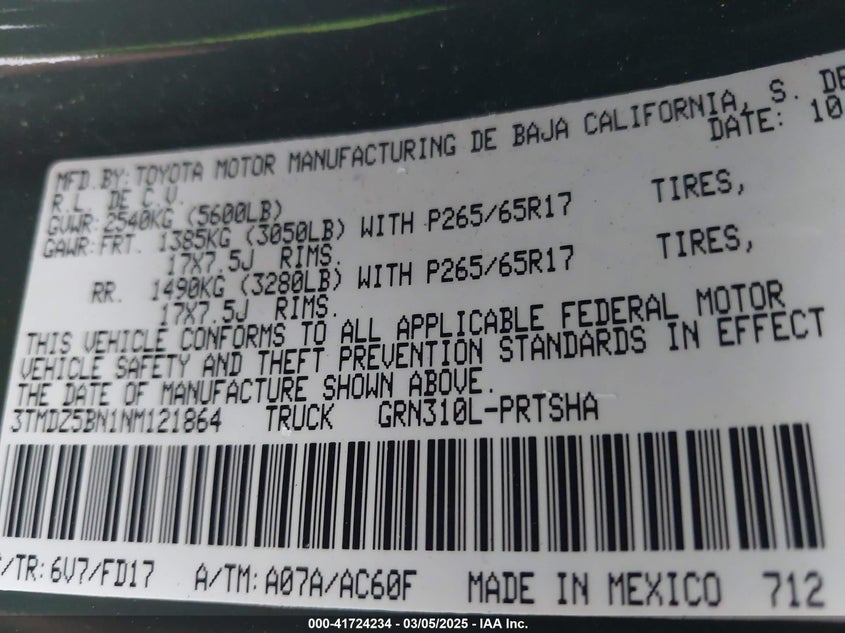 MFD.BY: TOYOTA MOTOR MANUFACTURING DE BAJA CALIFORNIA, S. DE
R.L. DE C.V. DATE: 10
GVWR: 2540KG (5600LB)
GAWR: FRT. 1385KG (3050LB) WITH P265/65R17 TIRES,
17X7.5J RIMS.
RR. 1490KG (3280LB) WITH P265/65R17 TIRES,
17X7.5J RIMS.
THIS VEHICLE CONFORMS TO ALL APPLICABLE FEDERAL MOTOR
VEHICLE SAFETY AND THEFT PREVENTION STANDARDS IN EFFECT
THE DATE OF MANUFACTURE SHOWN ABOVE.
3TMDZ5BN1NM121864 TRUCK GRN310L-PRTSHA
/TR: 6V7/FD17 A/TM: A07A/AC60F MADE IN MEXICO 712
000-41724234 - 03/05/2025 - IAA Inc.